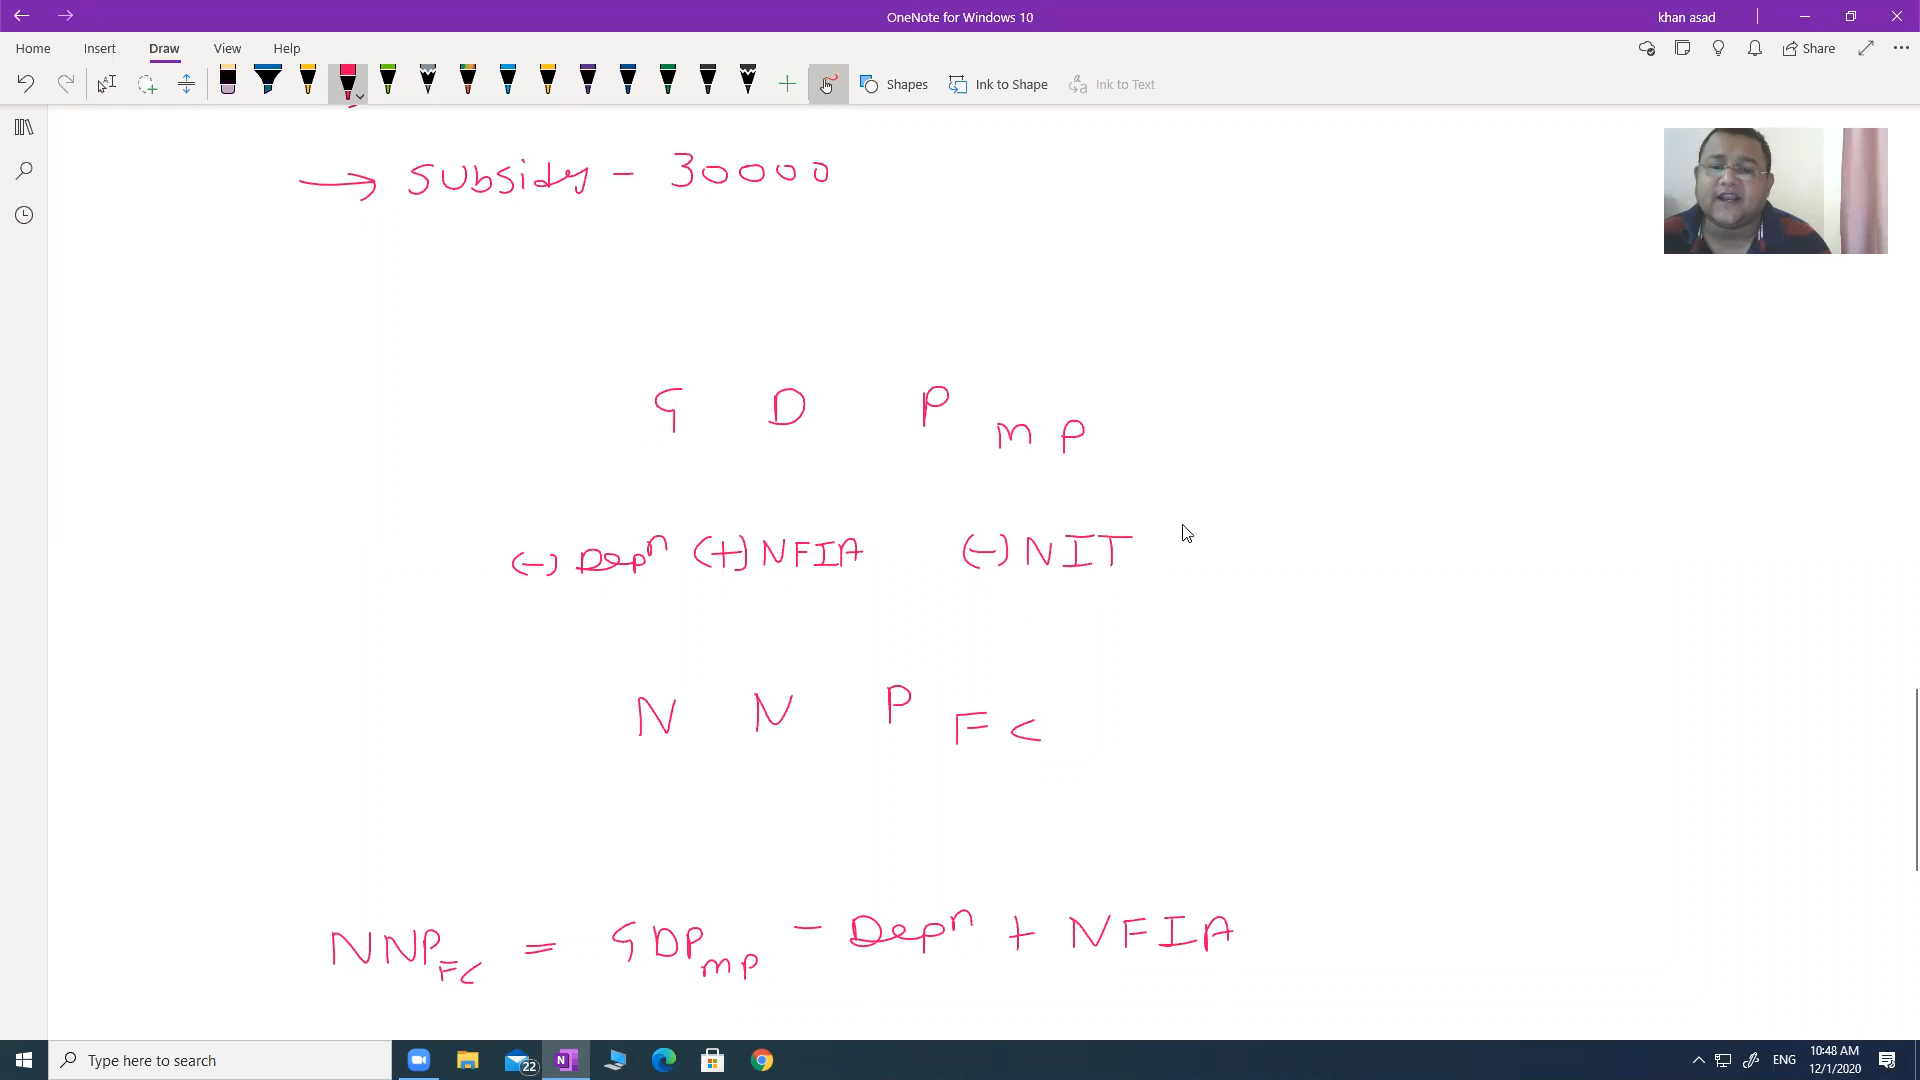 OneNote for Windows 10
khan asad
Home Insert Draw View Help
Share
Shapes Ink to Shape Ink to Text
→ Subsidy - 30000
G D P mp
(-) Depn (+) NFIA (-) NIT
N N P FC
NNPFC = GDPmp - Depn + NFIA
Type here to search
22
ENG
10:48 AM
12/1/2020